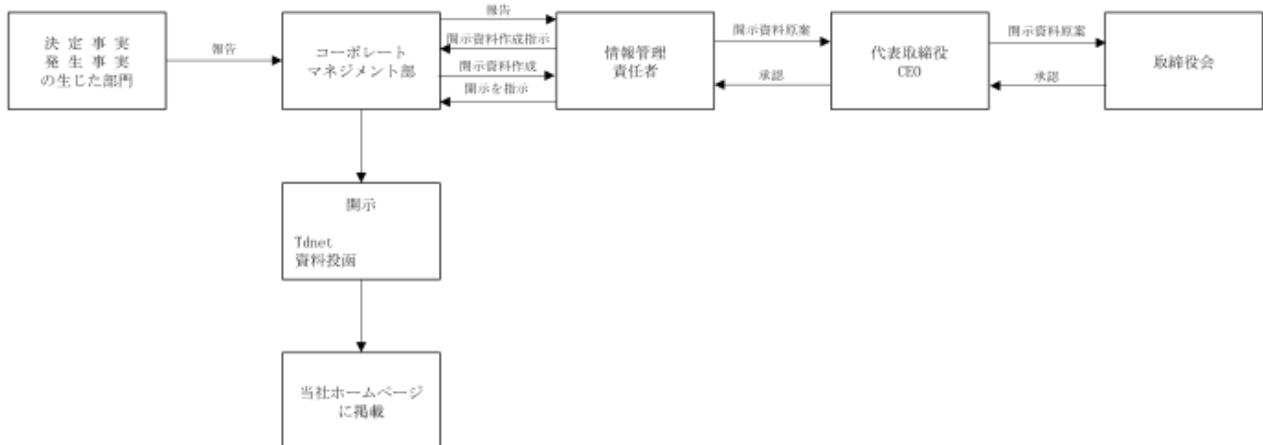 決 定 事 実
発 生 事 実
の生じた部門
報告
コーポレート
マネジメント部
報告
開示資料作成指示
開示資料作成
開示を指示
情報管理
責任者
開示資料原案
承認
代表取締役
CEO
開示資料原案
承認
取締役会
開示
Tdnet
資料投函
当社ホームページ
に掲載